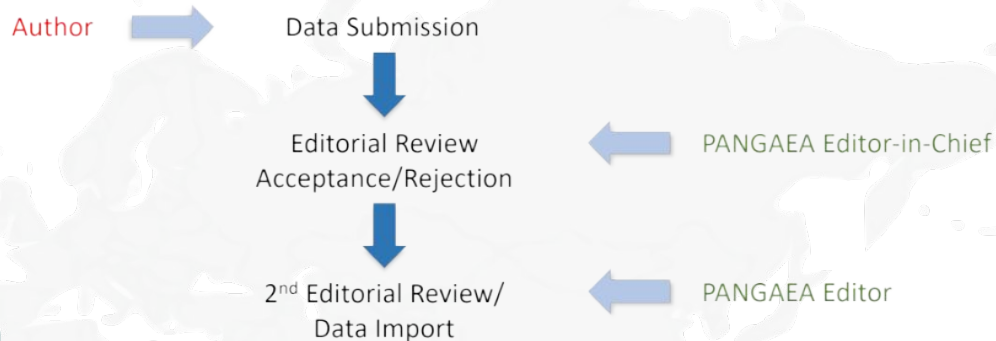 Author
Data Submission
Editorial Review
Acceptance/Rejection
PANGAEA Editor-in-Chief
2nd Editorial Review/
Data Import
PANGAEA Editor